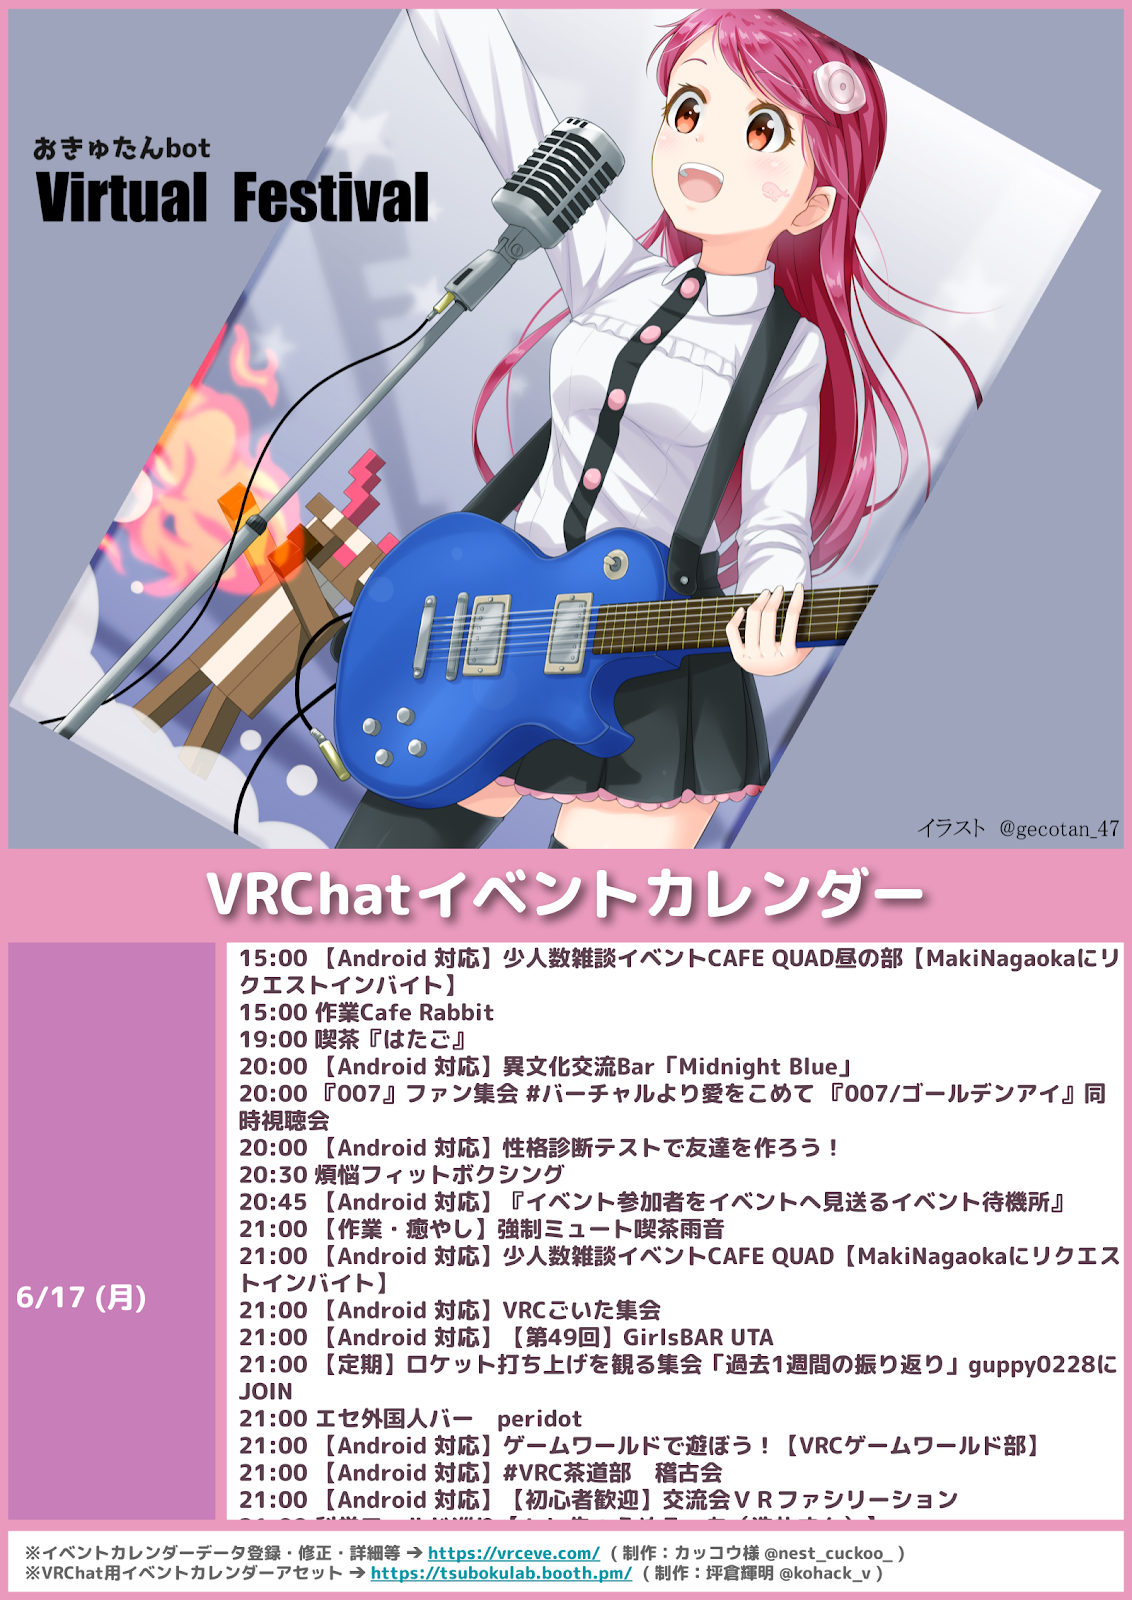 おきゅたんbot
Virtual Festival
イラスト @gecotan_47
VRChatイベントカレンダー
6/17 (月)
15:00 【Android 対応】少人数雑談イベントCAFE QUAD昼の部【MakiNagaokaにリ
クエストインバイト】
15:00 作業Cafe Rabbit
19:00 喫茶『はたご』
20:00 【Android 対応】異文化交流Bar「Midnight Blue」
20:00 『007』ファン集会 #バーチャルより愛をこめて 『007/ゴールデンアイ』同
時視聴会
20:00 【Android 対応】性格診断テストで友達を作ろう！
20:30 煩悩フィットボクシング
20:45 【Android 対応】『イベント参加者をイベントへ見送るイベント待機所』
21:00 【作業・癒やし】強制ミュート喫茶雨音
21:00 【Android 対応】少人数雑談イベントCAFE QUAD【MakiNagaokaにリクエス
トインバイト】
21:00 【Android 対応】VRCごいた集会
21:00 【Android 対応】【第49回】GirlsBAR UTA
21:00 【定期】ロケット打ち上げを観る集会「過去1週間の振り返り」guppy0228に
JOIN
21:00 エセ外国人バー　peridot
21:00 【Android 対応】ゲームワールドで遊ぼう！【VRCゲームワールド部】
21:00 【Android 対応】#VRC茶道部　稽古会
21:00 【Android 対応】【初心者歓迎】交流会ＶＲファシリーション
※イベントカレンダーデータ登録・修正・詳細等 ➔ https://vrceve.com/ ( 制作：カッコウ様 @nest_cuckoo_ )
※VRChat用イベントカレンダーアセット ➔ https://tsubokulab.booth.pm/ ( 制作：坪倉輝明 @kohack_v )